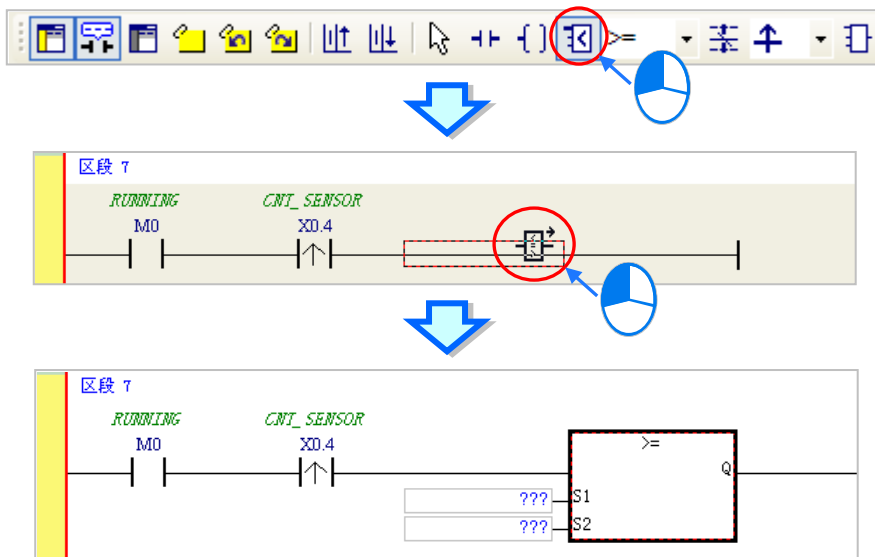 >=
区段 7
RUNNING CNT_SENSOR
M0 X0.4
区段 7
RUNNING CNT_SENSOR
M0 X0.4
>=
Q
??? S1
??? S2